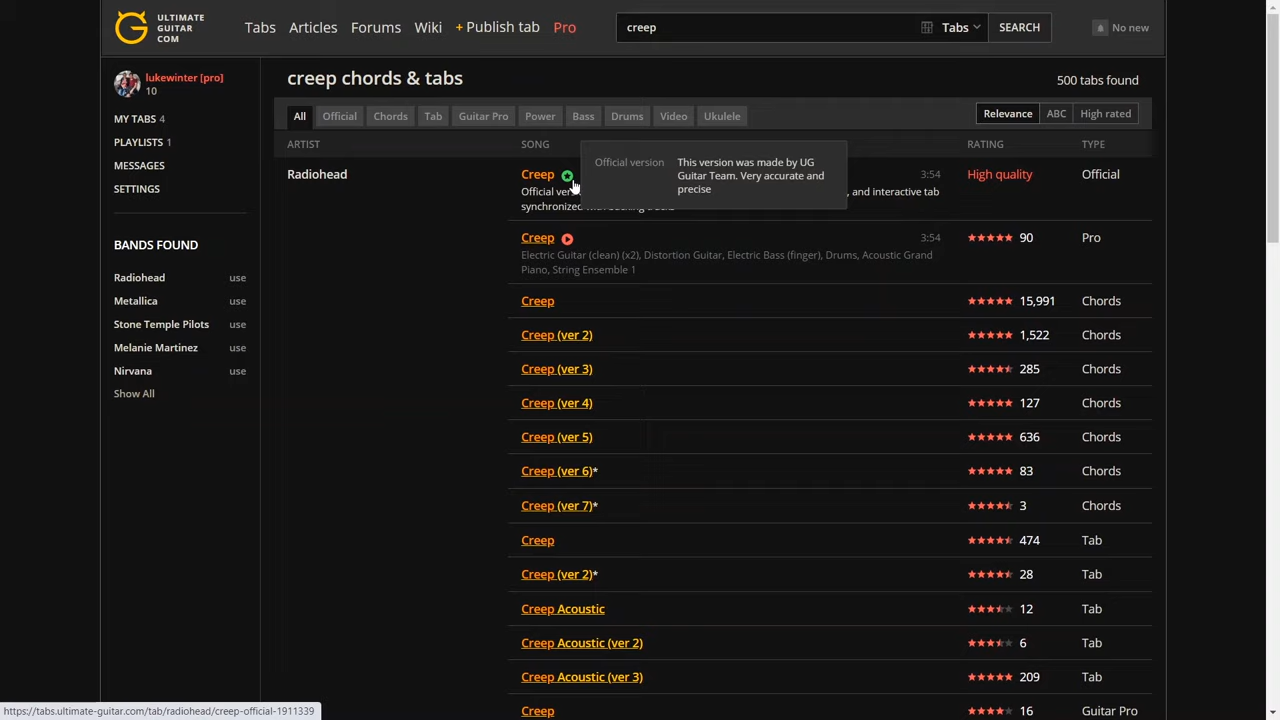 ULTIMATE
GUITAR
COM
Tabs Articles Forums Wiki + Publish tab Pro
creep Tabs SEARCH No new
lukewinter [pro]
10
MY TABS 4
PLAYLISTS 1
MESSAGES
SETTINGS
BANDS FOUND
Radiohead use
Metallica use
Stone Temple Pilots use
Melanie Martinez use
Nirvana use
Show All
creep chords & tabs 500 tabs found
All Official Chords Tab Guitar Pro Power Bass Drums Video Ukulele Relevance ABC High rated
ARTIST SONG RATING TYPE
Official version This version was made by UG
Guitar Team. Very accurate and
precise
Radiohead Creep 3:54 High quality Official
Official , and interactive tab
synchronized
Creep 3:54 90 Pro
Electric Guitar (clean) (x2), Distortion Guitar, Electric Bass (finger), Drums, Acoustic Grand
Piano, String Ensemble 1
Creep 15,991 Chords
Creep (ver 2) 1,522 Chords
Creep (ver 3) 285 Chords
Creep (ver 4) 127 Chords
Creep (ver 5) 636 Chords
Creep (ver 6)* 83 Chords
Creep (ver 7)* 3 Chords
Creep 474 Tab
Creep (ver 2)* 28 Tab
Creep Acoustic 12 Tab
Creep Acoustic (ver 2) 6 Tab
Creep Acoustic (ver 3) 209 Tab
Creep 16 Guitar Pro
https://tabs.ultimate-guitar.com/tab/radiohead/creep-official-1911339